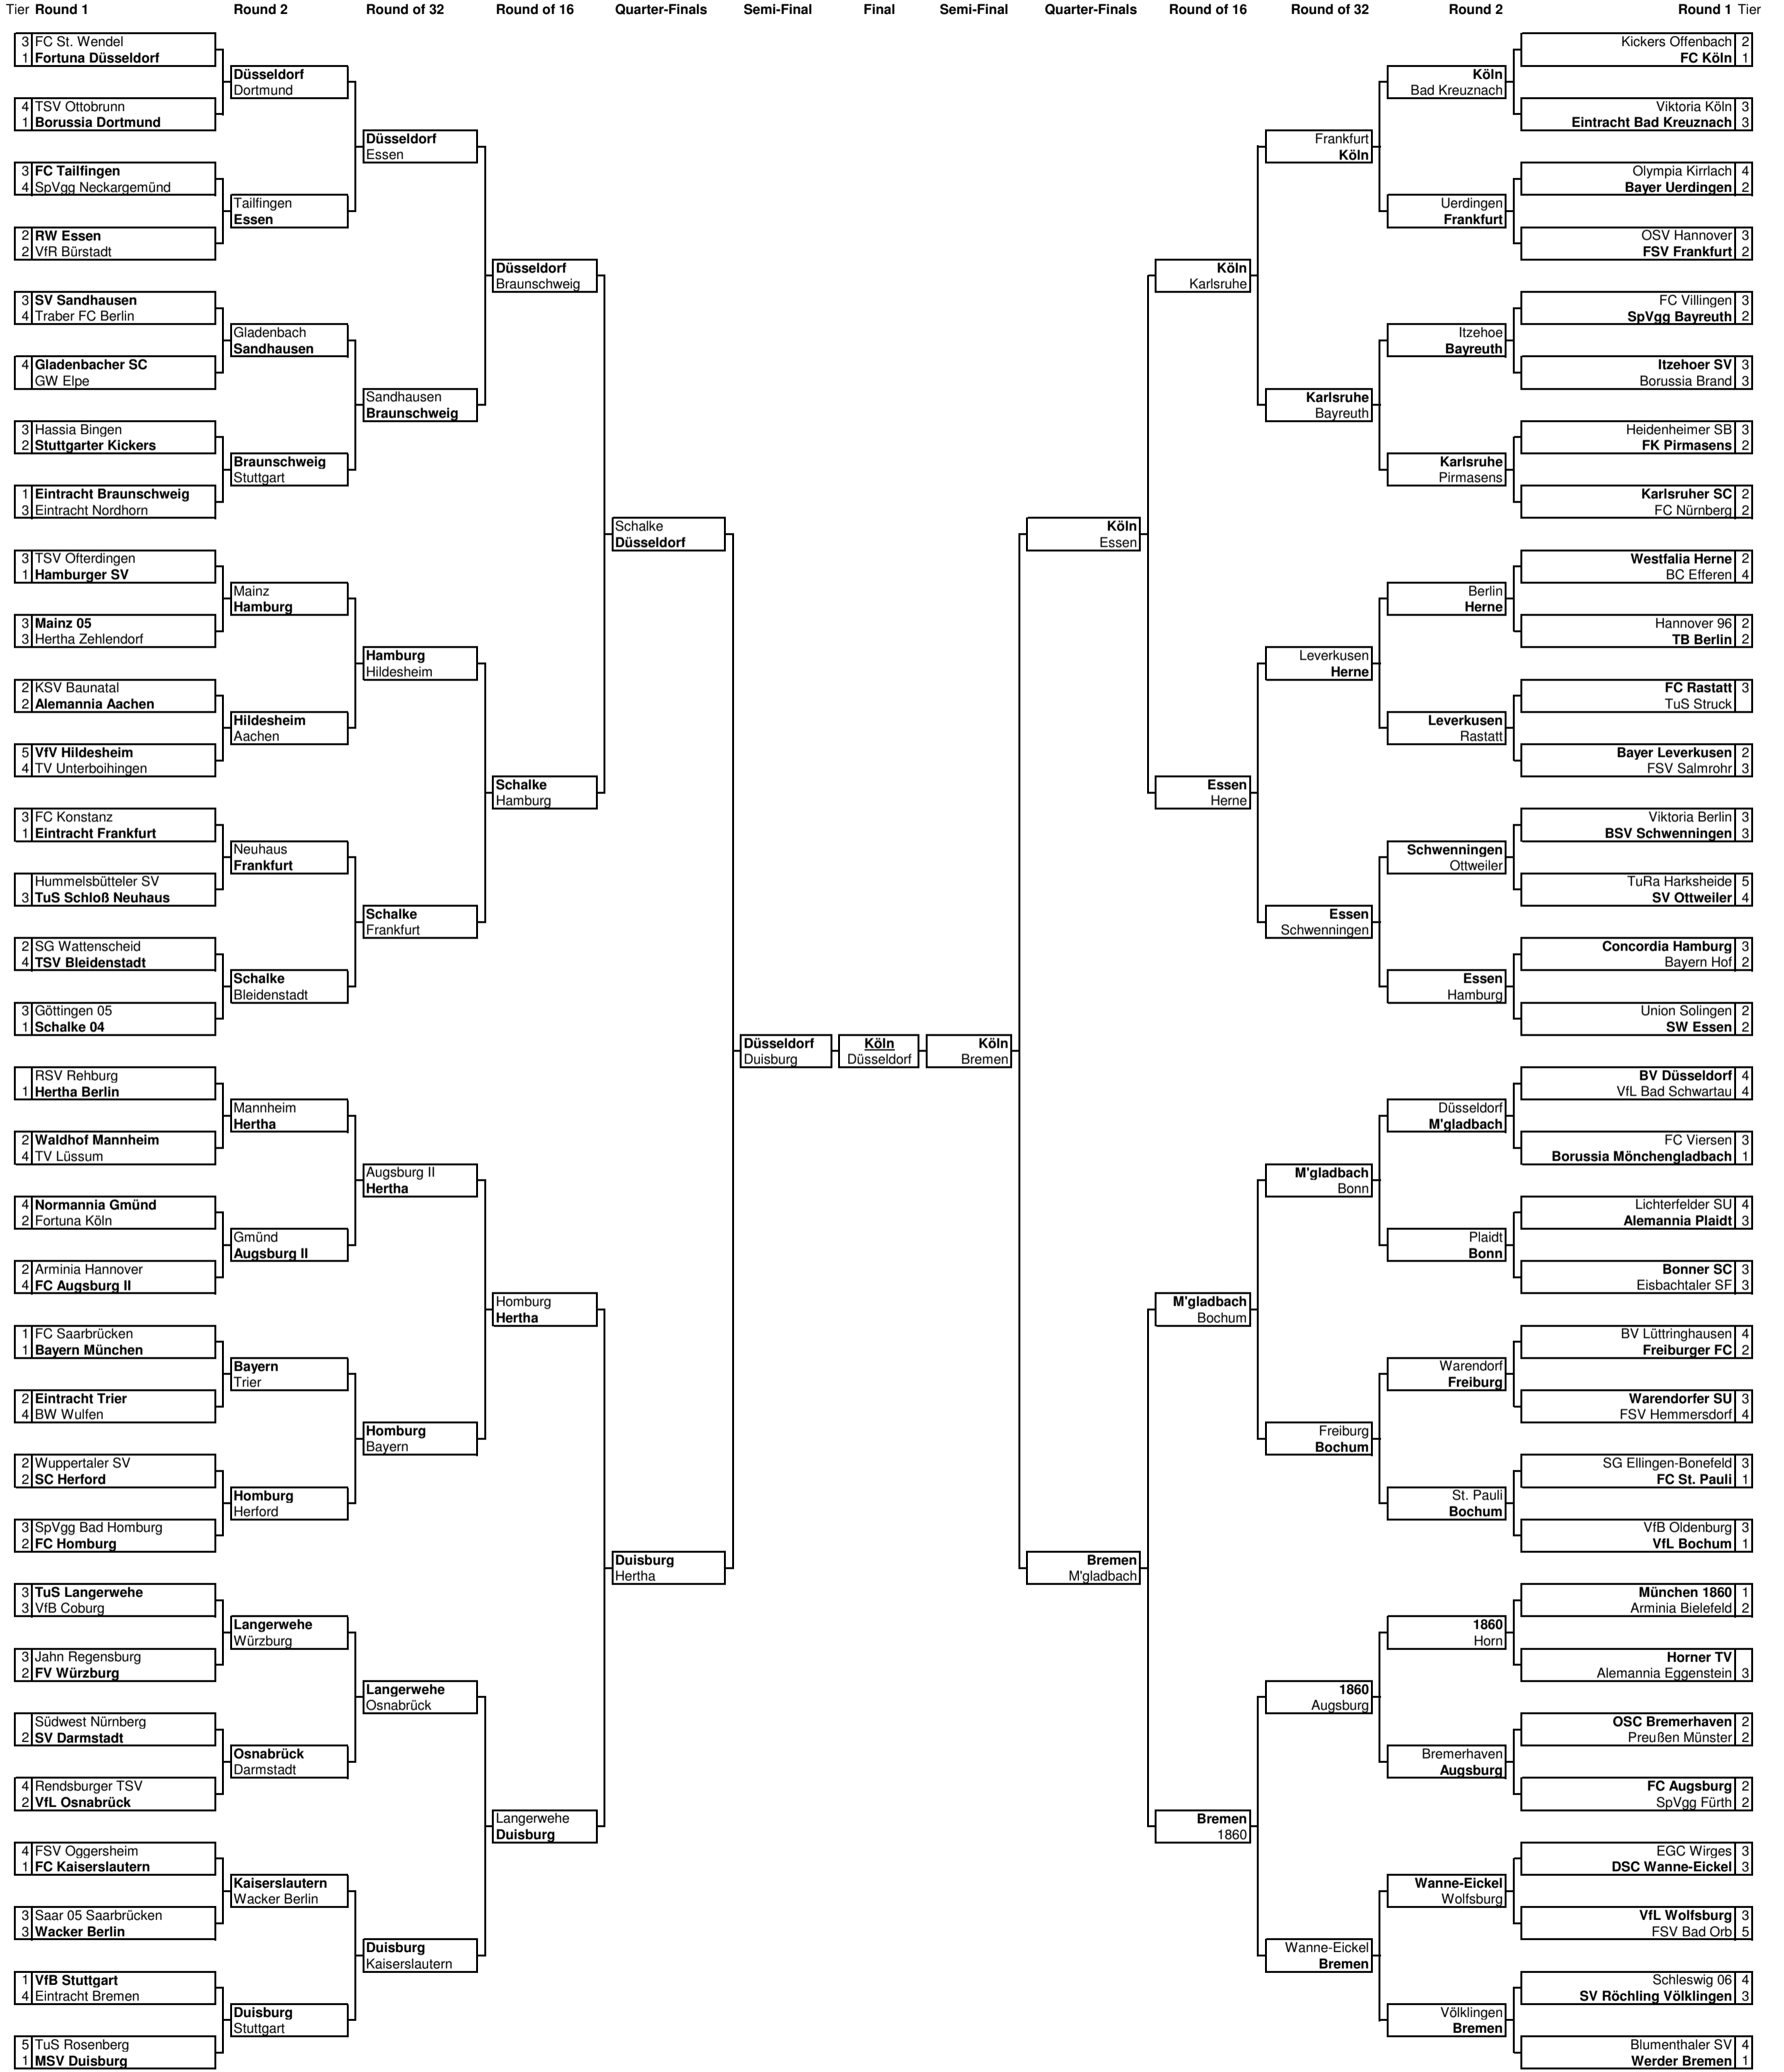 Tier Round 1 Round 2 Round of 32 Round of 16 Quarter-Finals Semi-Final Final Semi-Final Quarter-Finals Round of 16 Round of 32 Round 2 Round 1 Tier
3 FC St. Wendel
1 Fortuna Düsseldorf
4 TSV Ottobrunn
1 Borussia Dortmund
3 FC Tailfingen
4 SpVgg Neckargemünd
2 RW Essen
2 VfR Bürstadt
3 SV Sandhausen
4 Traber FC Berlin
4 Gladenbacher SC
GW Elpe
3 Hassia Bingen
2 Stuttgarter Kickers
1 Eintracht Braunschweig
3 Eintracht Nordhorn
3 TSV Ofterdingen
1 Hamburger SV
3 Mainz 05
3 Hertha Zehlendorf
2 KSV Baunatal
2 Alemannia Aachen
5 VfV Hildesheim
4 TV Unterboihingen
3 FC Konstanz
1 Eintracht Frankfurt
Hummelsbütteler SV
3 TuS Schloß Neuhaus
2 SG Wattenscheid
4 TSV Bleidenstadt
3 Göttingen 05
1 Schalke 04
RSV Rehburg
1 Hertha Berlin
2 Waldhof Mannheim
4 TV Lüssum
4 Normannia Gmünd
2 Fortuna Köln
2 Arminia Hannover
4 FC Augsburg II
1 FC Saarbrücken
1 Bayern München
2 Eintracht Trier
4 BW Wulfen
2 Wuppertaler SV
2 SC Herford
3 SpVgg Bad Homburg
2 FC Homburg
3 TuS Langerwehe
3 VfB Coburg
3 Jahn Regensburg
2 FV Würzburg
Südwest Nürnberg
2 SV Darmstadt
4 Rendsburger TSV
2 VfL Osnabrück
4 FSV Oggersheim
1 FC Kaiserslautern
3 Saar 05 Saarbrücken
3 Wacker Berlin
1 VfB Stuttgart
4 Eintracht Bremen
5 TuS Rosenberg
1 MSV Duisburg
Düsseldorf
Dortmund
Tailfingen
Essen
Gladenbach
Sandhausen
Braunschweig
Stuttgart
Mainz
Hamburg
Hildesheim
Aachen
Neuhaus
Frankfurt
Schalke
Bleidenstadt
Mannheim
Hertha
Gmünd
Augsburg II
Bayern
Trier
Homburg
Herford
Langerwehe
Würzburg
Osnabrück
Darmstadt
Kaiserslautern
Wacker Berlin
Duisburg
Stuttgart
Düsseldorf
Essen
Sandhausen
Braunschweig
Hamburg
Hildesheim
Schalke
Frankfurt
Augsburg II
Hertha
Homburg
Bayern
Langerwehe
Osnabrück
Duisburg
Kaiserslautern
Düsseldorf
Braunschweig
Schalke
Hamburg
Homburg
Hertha
Langerwehe
Duisburg
Schalke
Düsseldorf
Duisburg
Hertha
Düsseldorf
Duisburg
Köln
Düsseldorf
Köln
Bremen
Köln
Essen
Bremen
M'gladbach
Köln
Karlsruhe
Essen
Herne
M'gladbach
Bochum
Bremen
1860
Frankfurt
Köln
Karlsruhe
Bayreuth
Leverkusen
Herne
Essen
Schwenningen
M'gladbach
Bonn
Freiburg
Bochum
1860
Augsburg
Wanne-Eickel
Bremen
Köln
Bad Kreuznach
Uerdingen
Frankfurt
Itzehoe
Bayreuth
Karlsruhe
Pirmasens
Berlin
Herne
Leverkusen
Rastatt
Schwenningen
Ottweiler
Essen
Hamburg
Düsseldorf
M'gladbach
Plaidt
Bonn
Warendorf
Freiburg
St. Pauli
Bochum
1860
Horn
Bremerhaven
Augsburg
Wanne-Eickel
Wolfsburg
Völklingen
Bremen
Kickers Offenbach 2
FC Köln 1
Viktoria Köln 3
Eintracht Bad Kreuznach 3
Olympia Kirrlach 4
Bayer Uerdingen 2
OSV Hannover 3
FSV Frankfurt 2
FC Villingen 3
SpVgg Bayreuth 2
Itzehoer SV 3
Borussia Brand 3
Heidenheimer SB 3
FK Pirmasens 2
Karlsruher SC 2
FC Nürnberg 2
Westfalia Herne 2
BC Efferen 4
Hannover 96 2
TB Berlin 2
FC Rastatt 3
TuS Struck
Bayer Leverkusen 2
FSV Salmrohr 3
Viktoria Berlin 3
BSV Schwenningen 3
TuRa Harksheide 5
SV Ottweiler 4
Concordia Hamburg 3
Bayern Hof 2
Union Solingen 2
SW Essen 2
BV Düsseldorf 4
VfL Bad Schwartau 4
FC Viersen 3
Borussia Mönchengladbach 1
Lichterfelder SU 4
Alemannia Plaidt 3
Bonner SC 3
Eisbachtaler SF 3
BV Lüttringhausen 4
Freiburger FC 2
Warendorfer SU 3
FSV Hemmersdorf 4
SG Ellingen-Bonefeld 3
FC St. Pauli 1
VfB Oldenburg 3
VfL Bochum 1
München 1860 1
Arminia Bielefeld 2
Horner TV
Alemannia Eggenstein 3
OSC Bremerhaven 2
Preußen Münster 2
FC Augsburg 2
SpVgg Fürth 2
EGC Wirges 3
DSC Wanne-Eickel 3
VfL Wolfsburg 3
FSV Bad Orb 5
Schleswig 06 4
SV Röchling Völklingen 3
Blumenthaler SV 4
Werder Bremen 1